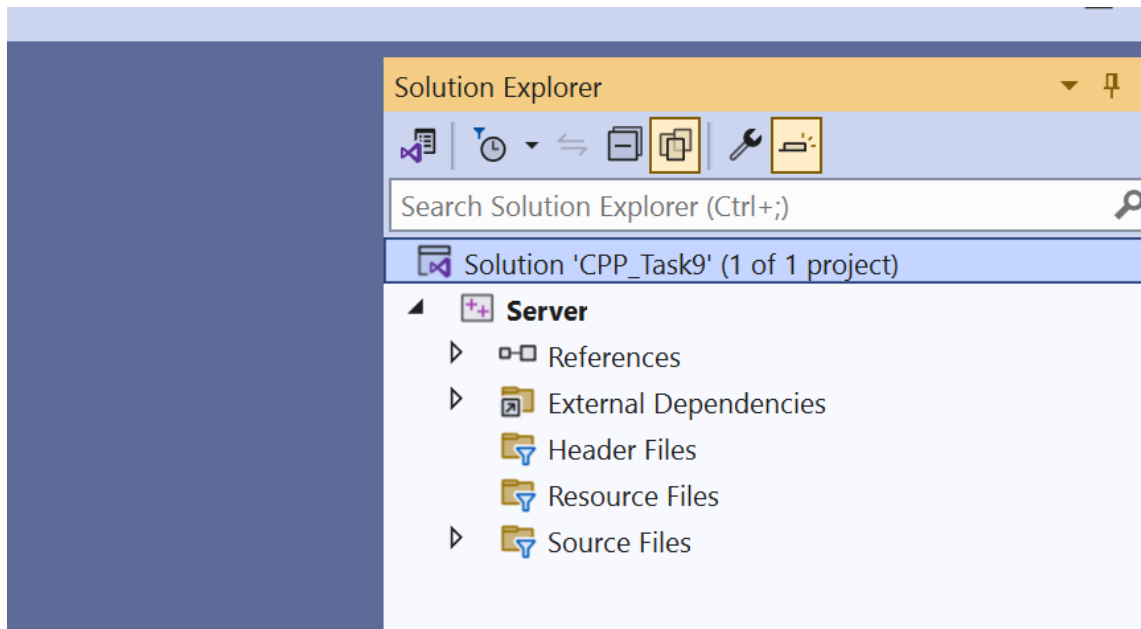 Solution Explorer
Search Solution Explorer (Ctrl+;)
Solution 'CPP_Task9' (1 of 1 project)
Server
References
External Dependencies
Header Files
Resource Files
Source Files